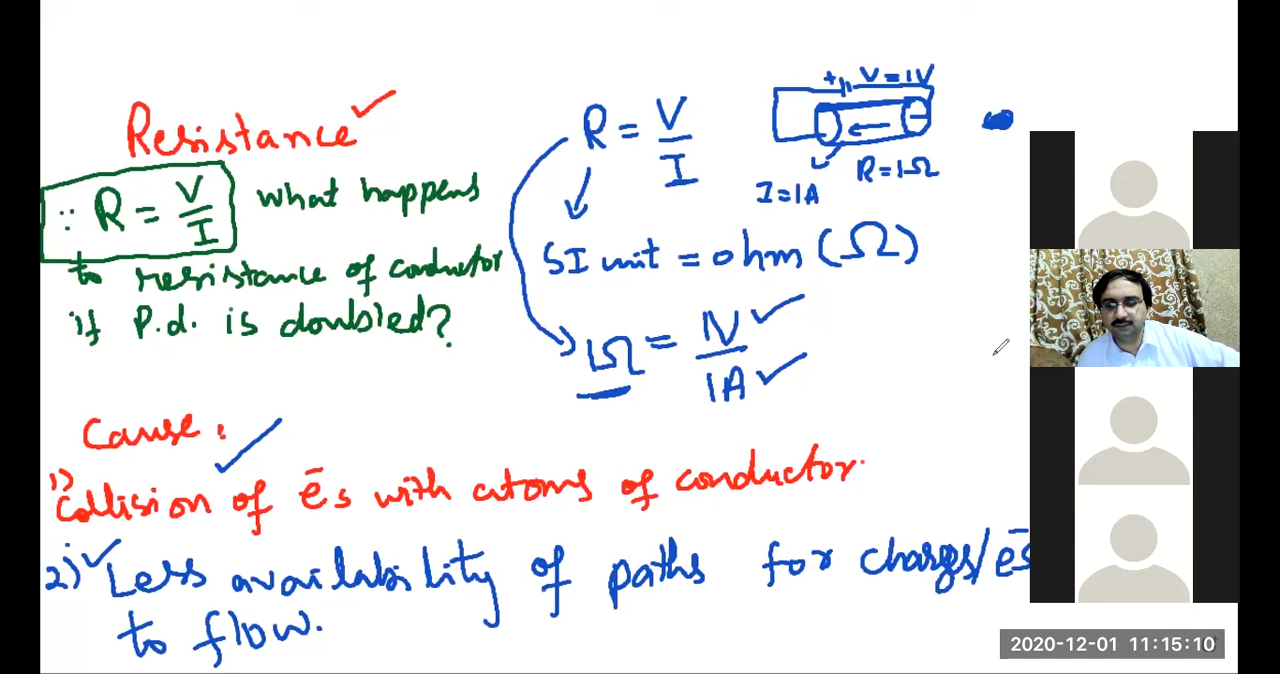 Resistance
∵ R = V/I what happens
to resistance of conductor
if P.d. is doubled?
R = V/I
SI unit = ohm (Ω)
1Ω = 1V/1A
+ V = 1V
R = 1Ω
I = 1A
Cause:
1) Collision of ēs with atoms of conductor.
2) Less availability of paths for charges/ēs
to flow.
2020-12-01 11:15:10